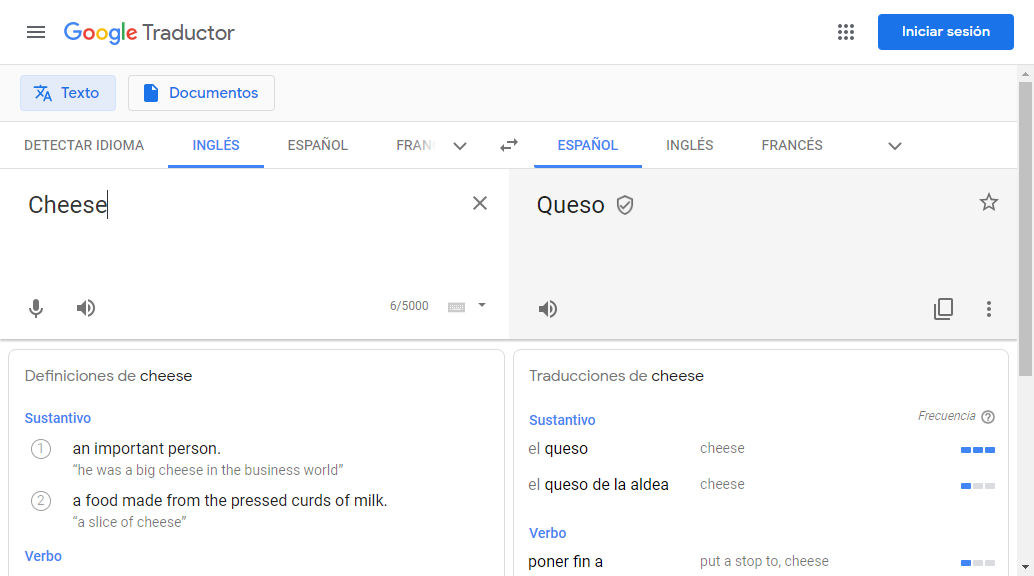 Google Traductor
Iniciar sesión
Texto
Documentos
DETECTAR IDIOMA
INGLÉS
ESPAÑOL
FRAN
ESPAÑOL
INGLÉS
FRANCÉS
Cheese
Queso
6/5000
Definiciones de cheese
Sustantivo
1 an important person.
“he was a big cheese in the business world”
2 a food made from the pressed curds of milk.
“a slice of cheese”
Verbo
Traducciones de cheese
Sustantivo
Frecuencia ?
el queso cheese
el queso de la aldea cheese
Verbo
poner fin a put a stop to, cheese